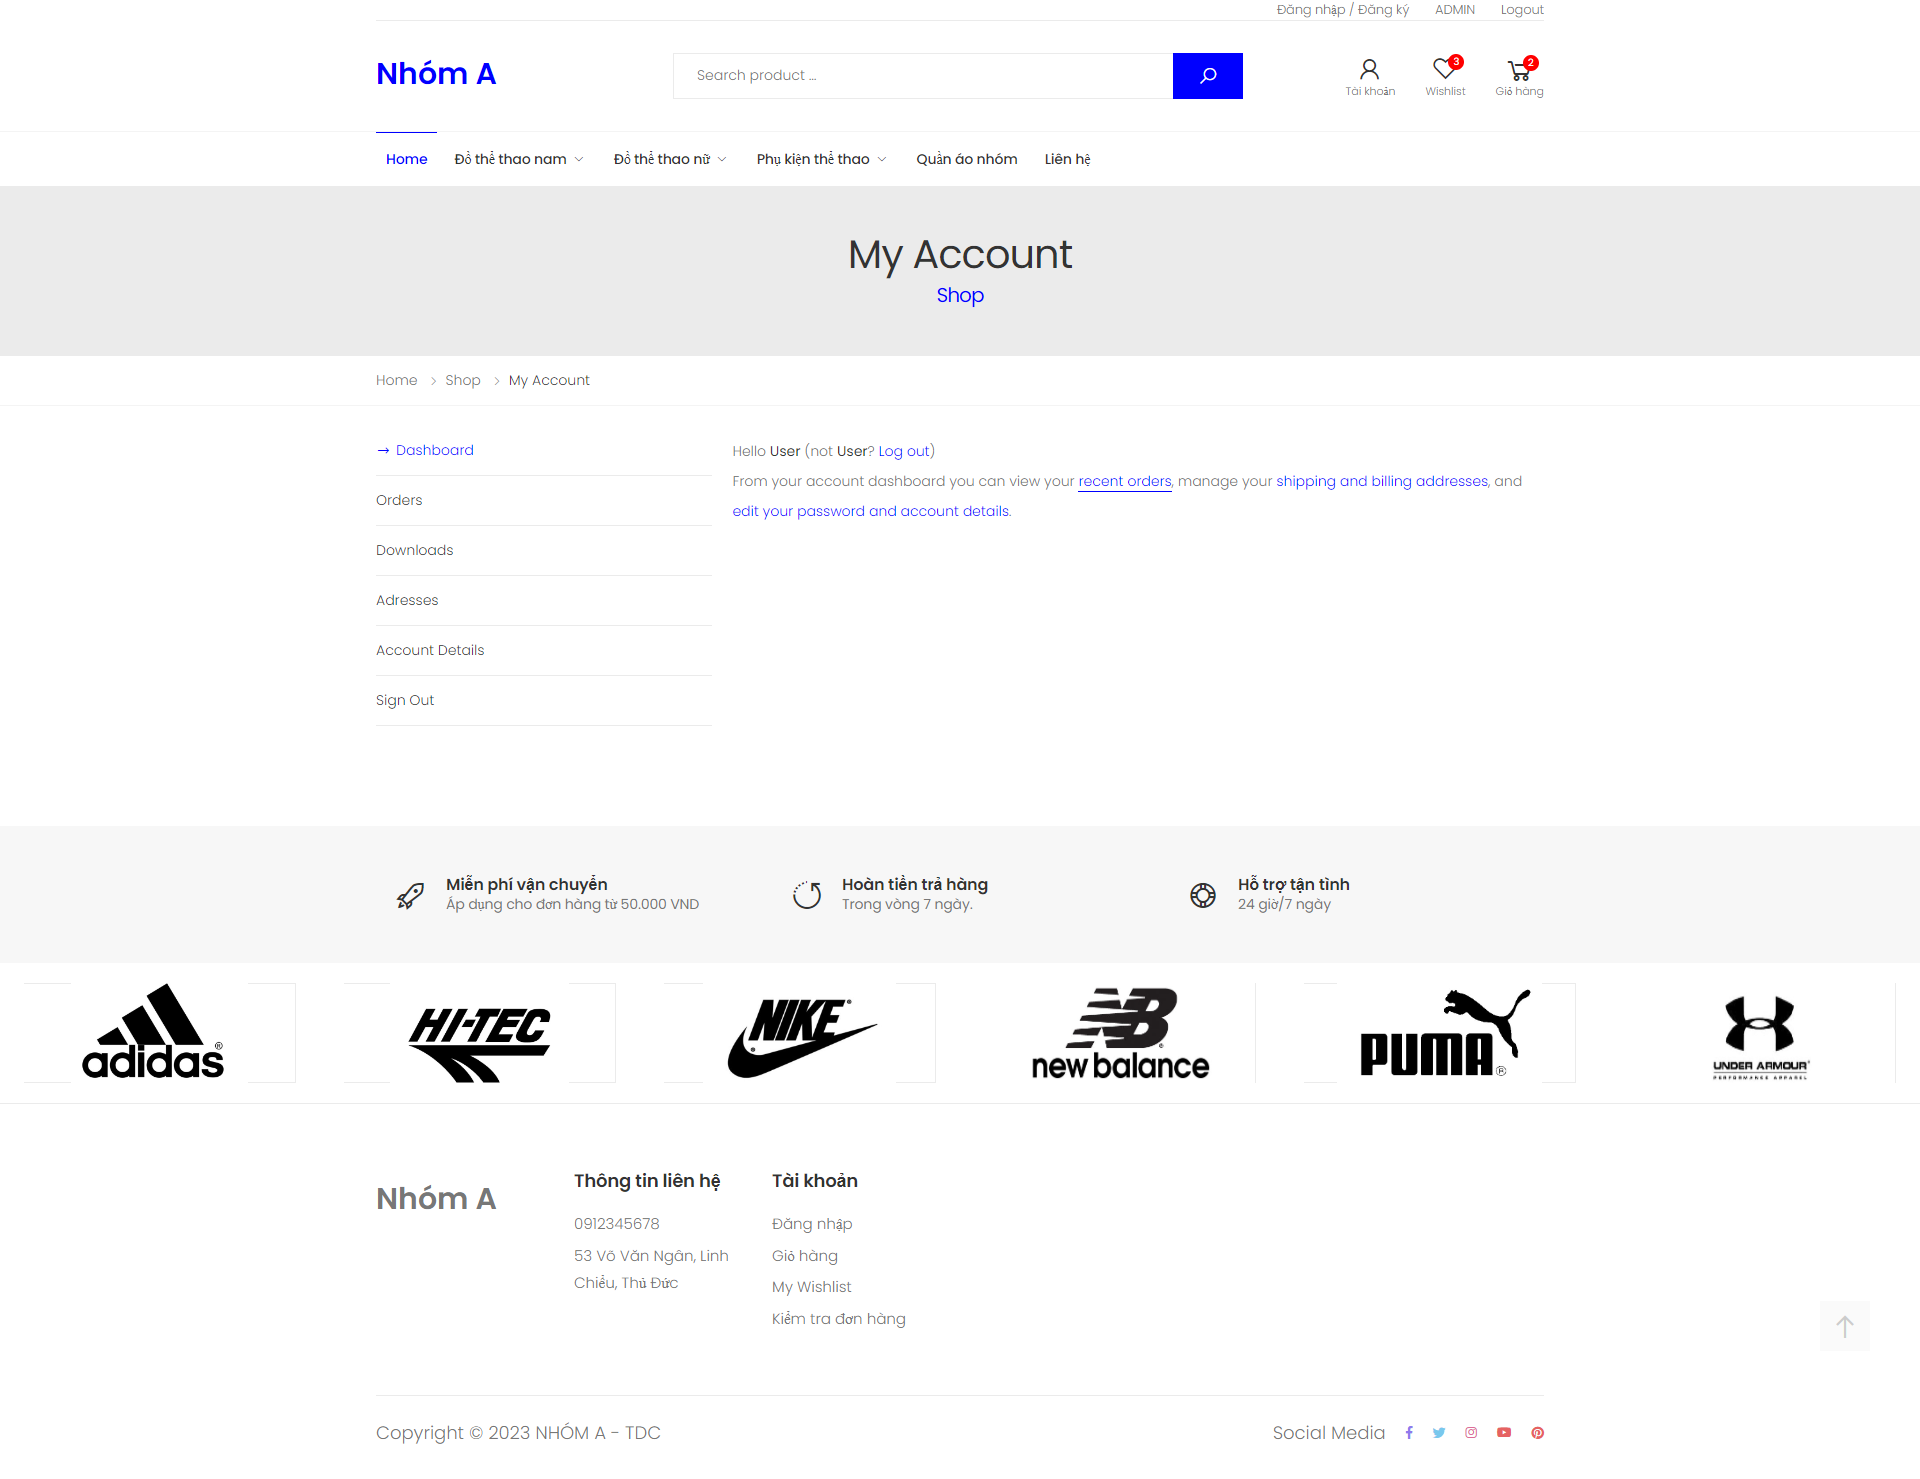 Đăng nhập / Đăng ký ADMIN Logout
Nhóm A
Search product ...
3
2
Tài khoản Wishlist Giỏ hàng
Home Đồ thể thao nam Đồ thể thao nữ Phụ kiện thể thao Quần áo nhóm Liên hệ
My Account
Shop
Home Shop My Account
→ Dashboard
Orders
Downloads
Adresses
Account Details
Sign Out
Hello User (not User? Log out)
From your account dashboard you can view your recent orders, manage your shipping and billing addresses, and
edit your password and account details.
Miễn phí vận chuyển
Áp dụng cho đơn hàng từ 50.000 VND
Hoàn tiền trả hàng
Trong vòng 7 ngày.
Hỗ trợ tận tình
24 giờ/7 ngày
adidas®
HI-TEC
NIKE®
NB
new balance
PUMA®
UNDER ARMOUR®
PERFORMANCE APPAREL
Nhóm A
Thông tin liên hệ
0912345678
53 Võ Văn Ngân, Linh
Chiểu, Thủ Đức
Tài khoản
Đăng nhập
Giỏ hàng
My Wishlist
Kiểm tra đơn hàng
Copyright © 2023 NHÓM A - TDC
Social Media